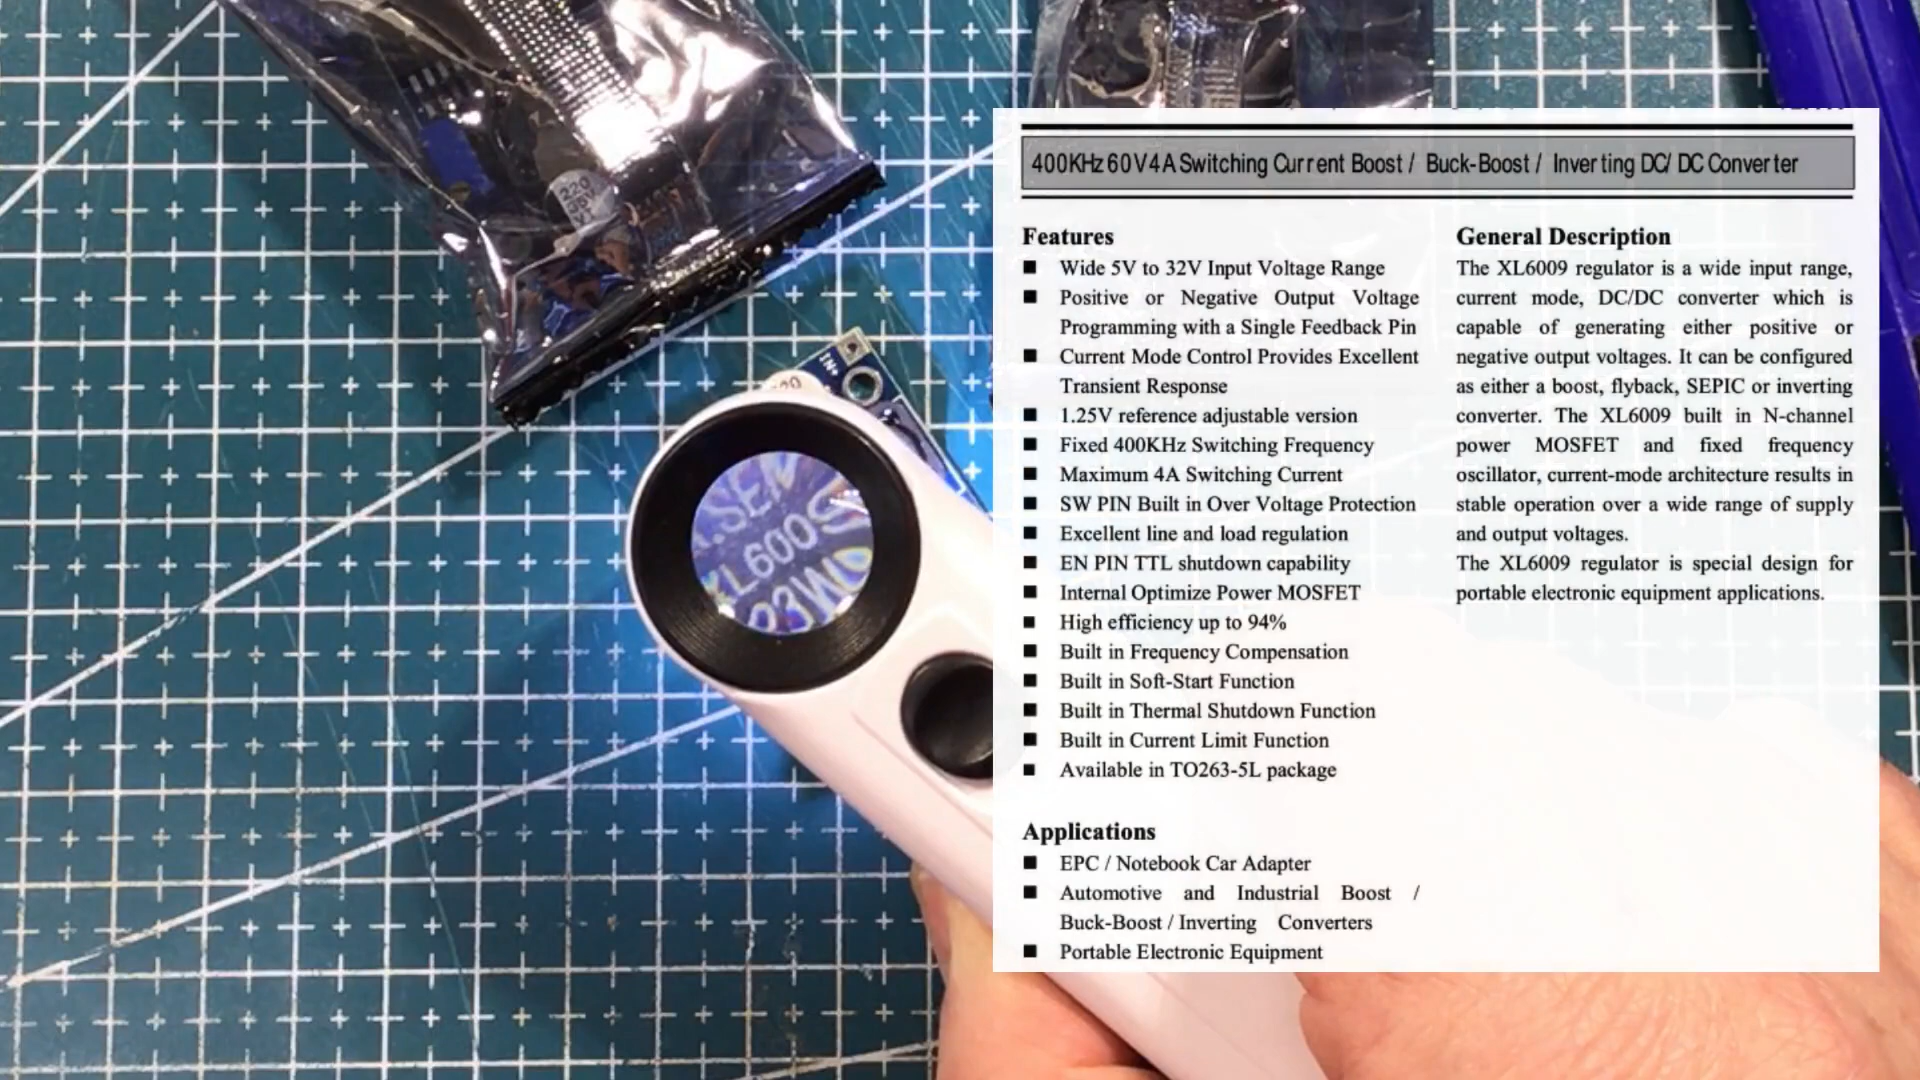 220
35V
VT
IN+
XL600
400KHz 60V 4A Switching Current Boost / Buck-Boost / Inverting DC/DC Converter
Features
■ Wide 5V to 32V Input Voltage Range
■ Positive or Negative Output Voltage
Programming with a Single Feedback Pin
■ Current Mode Control Provides Excellent
Transient Response
■ 1.25V reference adjustable version
■ Fixed 400KHz Switching Frequency
■ Maximum 4A Switching Current
■ SW PIN Built in Over Voltage Protection
■ Excellent line and load regulation
■ EN PIN TTL shutdown capability
■ Internal Optimize Power MOSFET
■ High efficiency up to 94%
■ Built in Frequency Compensation
■ Built in Soft-Start Function
■ Built in Thermal Shutdown Function
■ Built in Current Limit Function
■ Available in TO263-5L package
Applications
■ EPC / Notebook Car Adapter
■ Automotive and Industrial Boost /
Buck-Boost / Inverting Converters
■ Portable Electronic Equipment
General Description
The XL6009 regulator is a wide input range,
current mode, DC/DC converter which is
capable of generating either positive or
negative output voltages. It can be configured
as either a boost, flyback, SEPIC or inverting
converter. The XL6009 built in N-channel
power MOSFET and fixed frequency
oscillator, current-mode architecture results in
stable operation over a wide range of supply
and output voltages.
The XL6009 regulator is special design for
portable electronic equipment applications.